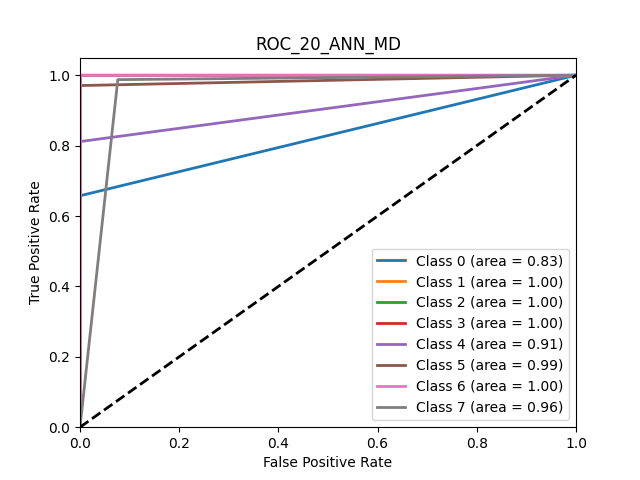 ROC_20_ANN_MD
True Positive Rate
1.0
0.8
0.6
0.4
0.2
0.0
Class 0 (area = 0.83)
Class 1 (area = 1.00)
Class 2 (area = 1.00)
Class 3 (area = 1.00)
Class 4 (area = 0.91)
Class 5 (area = 0.99)
Class 6 (area = 1.00)
Class 7 (area = 0.96)
0.0 0.2 0.4 0.6 0.8 1.0
False Positive Rate